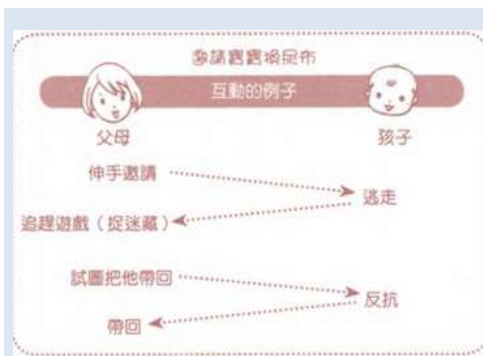 邀請寶寶換尿布
互動的例子
父母
孩子
伸手邀請
逃走
追趕遊戲（捉迷藏）
試圖把他帶回
反抗
帶回